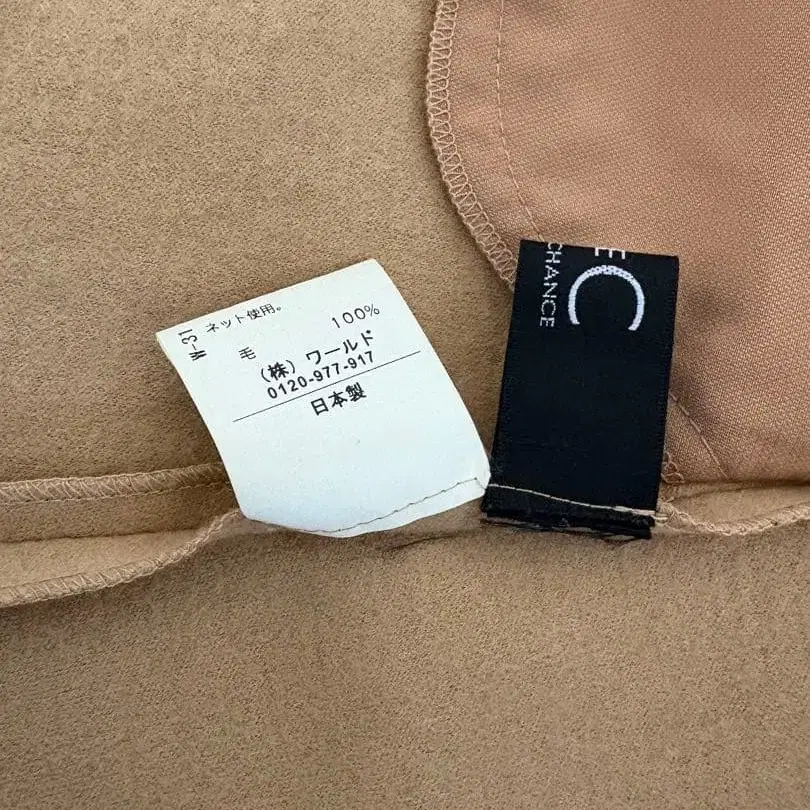 W-31
ネット使用。
毛 100%
（株）ワールド
0120-977-917
日本製
E
C
CHANCE